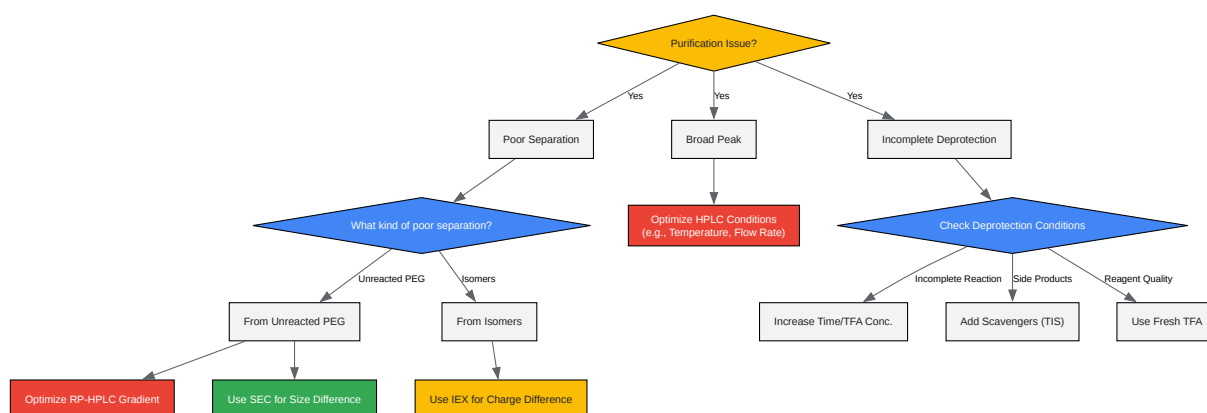 Purification Issue?
Yes
Yes
Yes
Poor Separation
Broad Peak
Incomplete Deprotection
What kind of poor separation?
Optimize HPLC Conditions
(e.g., Temperature, Flow Rate)
Check Deprotection Conditions
Unreacted PEG
Isomers
Incomplete Reaction
Side Products
Reagent Quality
From Unreacted PEG
From Isomers
Increase Time/TFA Conc.
Add Scavengers (TIS)
Use Fresh TFA
Optimize RP-HPLC Gradient
Use SEC for Size Difference
Use IEX for Charge Difference